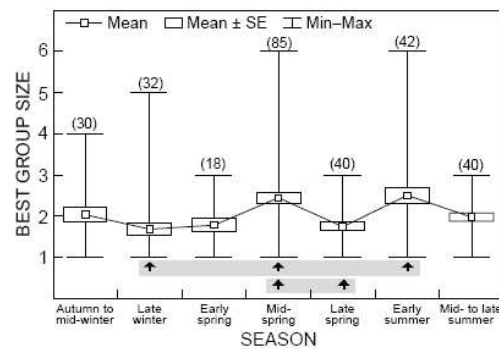 Mean Mean ± SE Min–Max
BEST GROUP SIZE
6
5
4
3
2
1
(30)
(32)
(18)
(85)
(40)
(42)
(40)
Autumn to mid-winter
Late winter
Early spring
Mid-spring
Late spring
Early summer
Mid- to late summer
SEASON